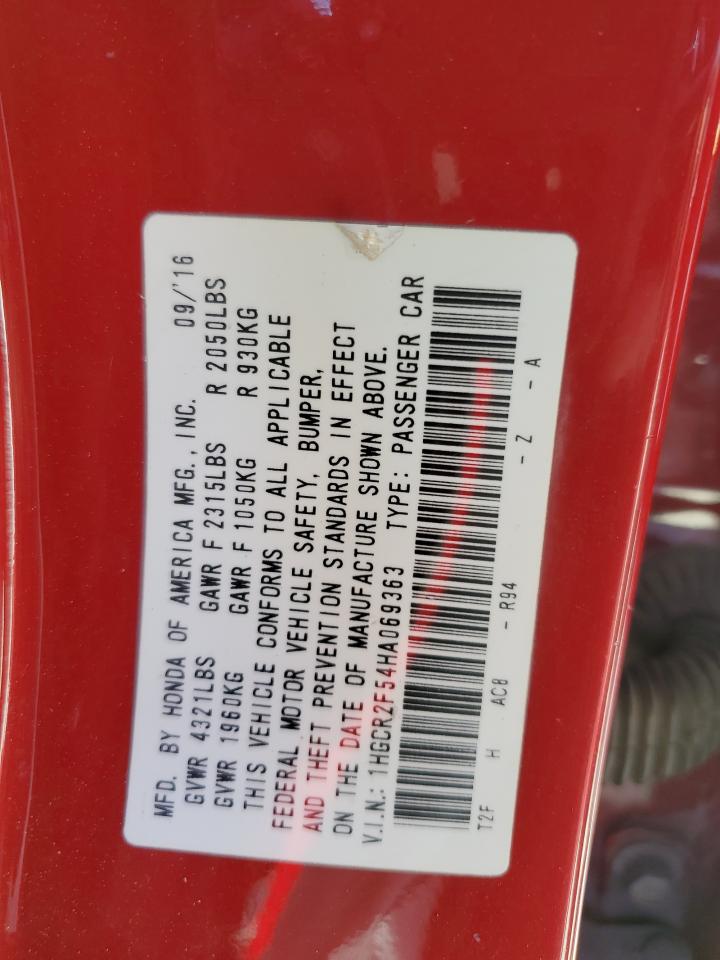 MFD. BY HONDA OF AMERICA MFG., INC. 09/'16
GVWR 4321LBS GAWR F 2315LBS R 2050LBS
GVWR 1960KG GAWR F 1050KG R 930KG
THIS VEHICLE CONFORMS TO ALL APPLICABLE
FEDERAL MOTOR VEHICLE SAFETY, BUMPER,
AND THEFT PREVENTION STANDARDS IN EFFECT
ON THE DATE OF MANUFACTURE SHOWN ABOVE.
V.I.N.: 1HGCR2F54HA069363 TYPE: PASSENGER CAR
T2F H AC8 - R94 - Z - A